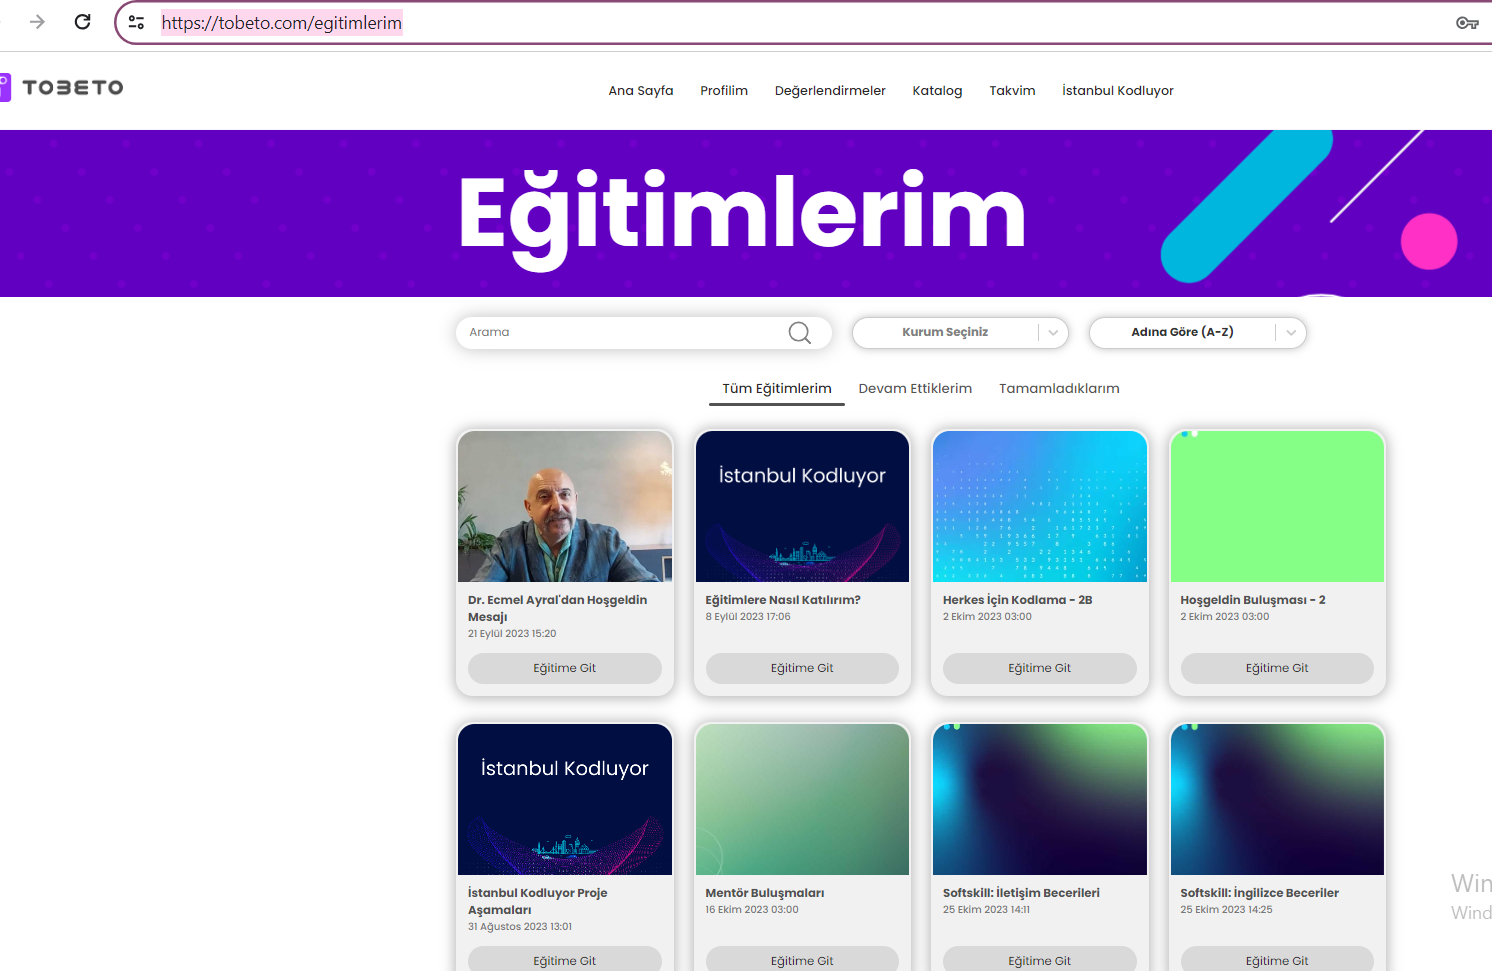 https://tobeto.com/egitimlerim
TOBETO
Ana Sayfa Profilim Değerlendirmeler Katalog Takvim İstanbul Kodluyor
Eğitimlerim
Arama Kurum Seçiniz Adına Göre (A-Z)
Tüm Eğitimlerim Devam Ettiklerim Tamamladıklarım
İstanbul Kodluyor
Dr. Ecmel Ayral'dan Hoşgeldin
Mesajı
21 Eylül 2023 15:20
Eğitime Git
Eğitimlere Nasıl Katılırım?
8 Eylül 2023 17:06
Eğitime Git
Herkes İçin Kodlama - 2B
2 Ekim 2023 03:00
Eğitime Git
Hoşgeldin Buluşması - 2
2 Ekim 2023 03:00
Eğitime Git
İstanbul Kodluyor
İstanbul Kodluyor Proje
Aşamaları
31 Ağustos 2023 13:01
Eğitime Git
Mentör Buluşmaları
16 Ekim 2023 03:00
Eğitime Git
Softskill: İletişim Becerileri
25 Ekim 2023 14:11
Eğitime Git
Softskill: İngilizce Beceriler
25 Ekim 2023 14:25
Eğitime Git
Win
Wind